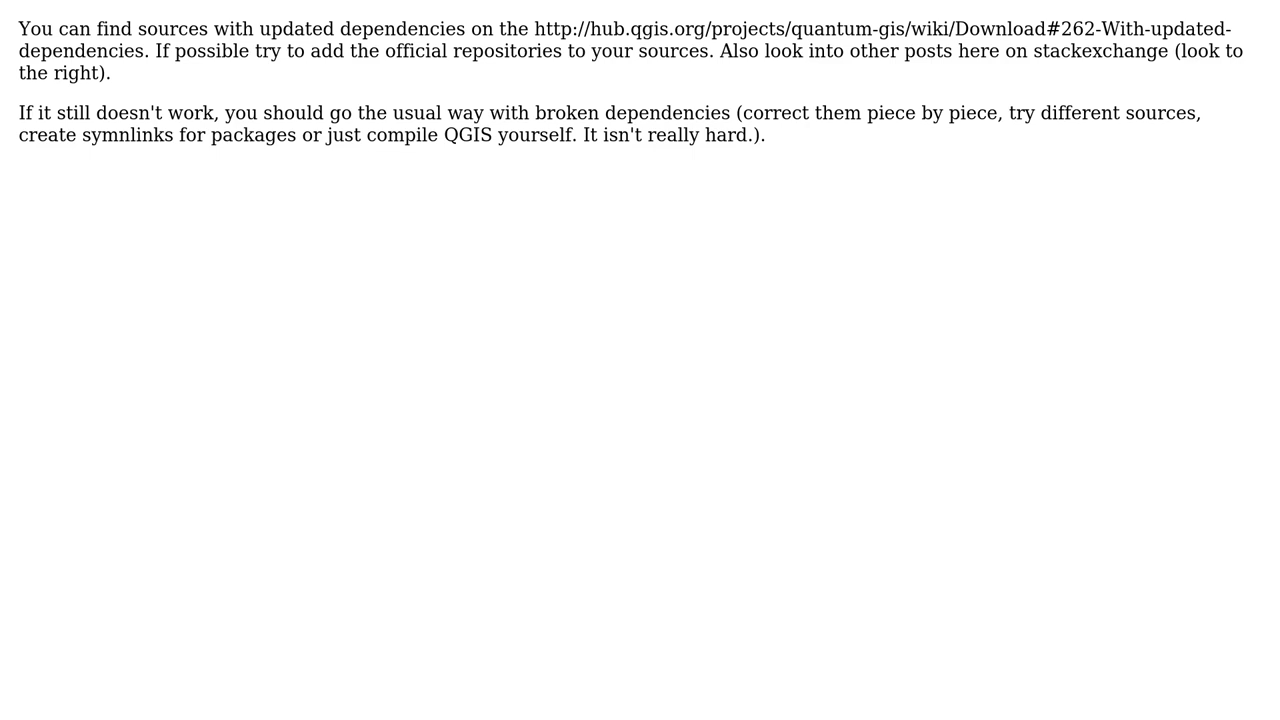 You can find sources with updated dependencies on the http://hub.qgis.org/projects/quantum-gis/wiki/Download#262-With-updated-
dependencies. If possible try to add the official repositories to your sources. Also look into other posts here on stackexchange (look to
the right).
If it still doesn't work, you should go the usual way with broken dependencies (correct them piece by piece, try different sources,
create symnlinks for packages or just compile QGIS yourself. It isn't really hard.).